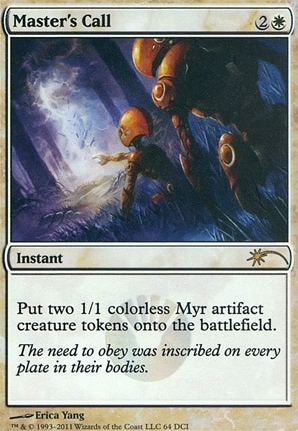 Master's Call 2
Instant
Put two 1/1 colorless Myr artifact
creature tokens onto the battlefield.
The need to obey was inscribed on every
plate in their bodies.
Erica Yang
™ & © 1993–2011 Wizards of the Coast LLC 64 DCI